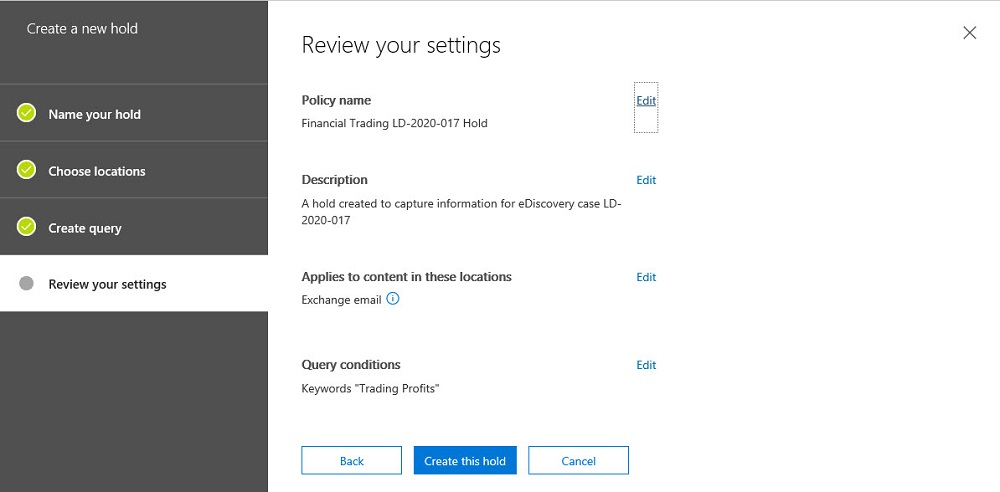 Create a new hold
Name your hold
Choose locations
Create query
Review your settings
Review your settings
Policy name
Edit
Financial Trading LD-2020-017 Hold
Description
Edit
A hold created to capture information for eDiscovery case LD-
2020-017
Applies to content in these locations
Edit
Exchange email
Query conditions
Edit
Keywords "Trading Profits"
Back
Create this hold
Cancel